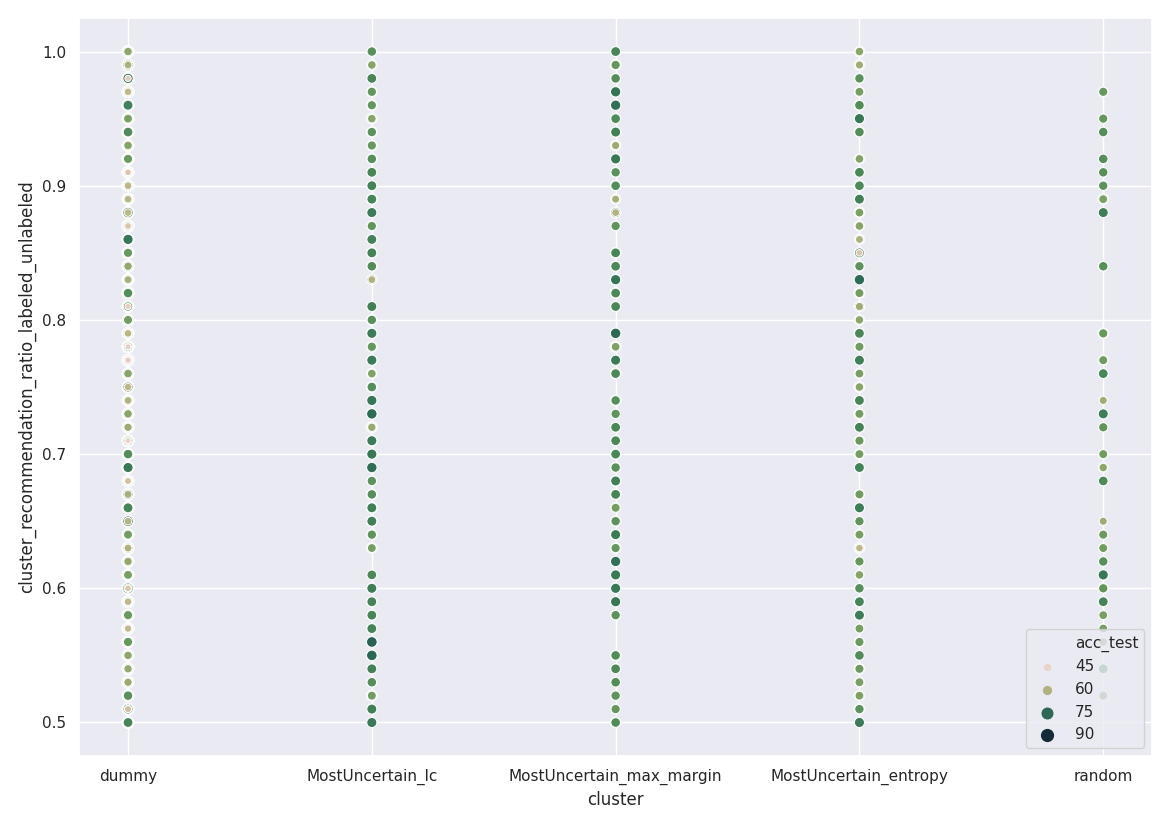 cluster_recommendation_ratio_labeled_unlabeled
1.0
0.9
0.8
0.7
0.6
0.5
acc_test
45
60
75
90
dummy
MostUncertain_lc
MostUncertain_max_margin
MostUncertain_entropy
random
cluster